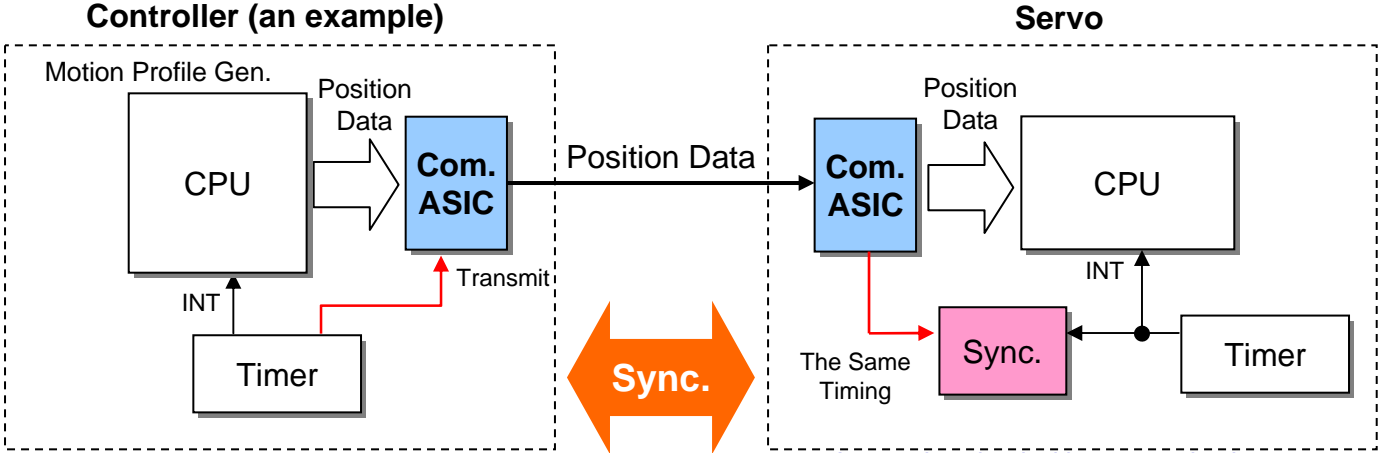 Controller (an example)
Motion Profile Gen.
Position
Data
CPU
Com.
ASIC
INT
Transmit
Timer
Position Data
Sync.
Servo
Com.
ASIC
Position
Data
CPU
INT
The Same
Timing
Sync.
Timer